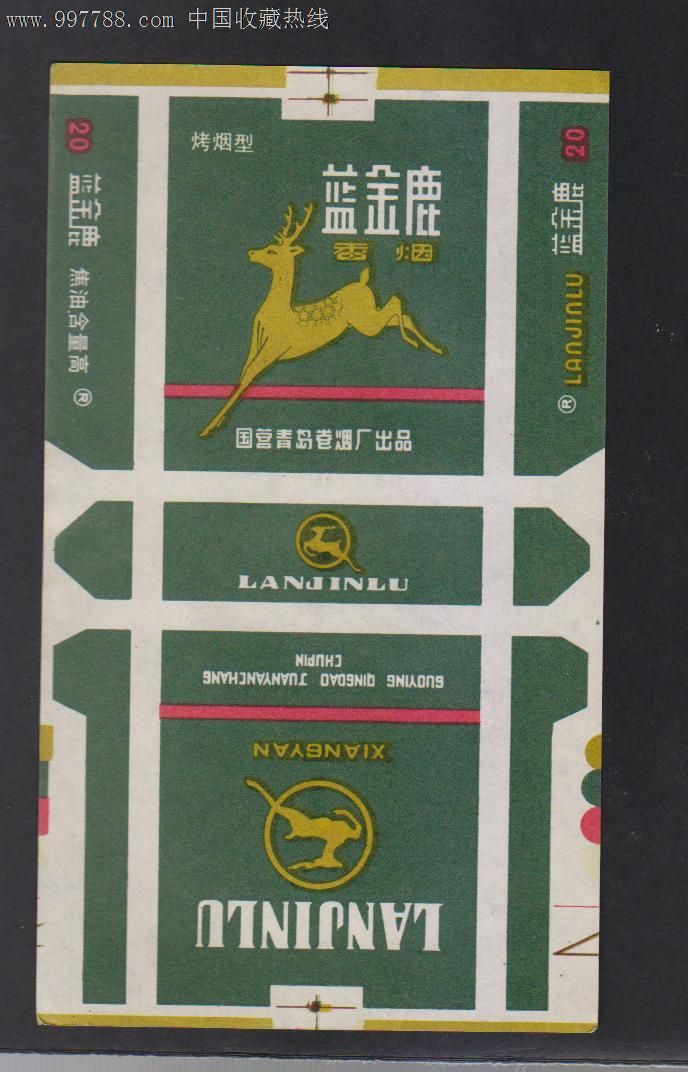 www.997788.com 中国收藏热线
20
蓝金鹿
焦油含量高 ®
烤烟型
蓝金鹿
香烟
国营青岛卷烟厂出品
20
蓝金鹿
LANJINLU ®
LANJINLU
GUOYING QINGDAO JUANYANCHANG
CHUPIN
XIANGYAN
LANJINLU